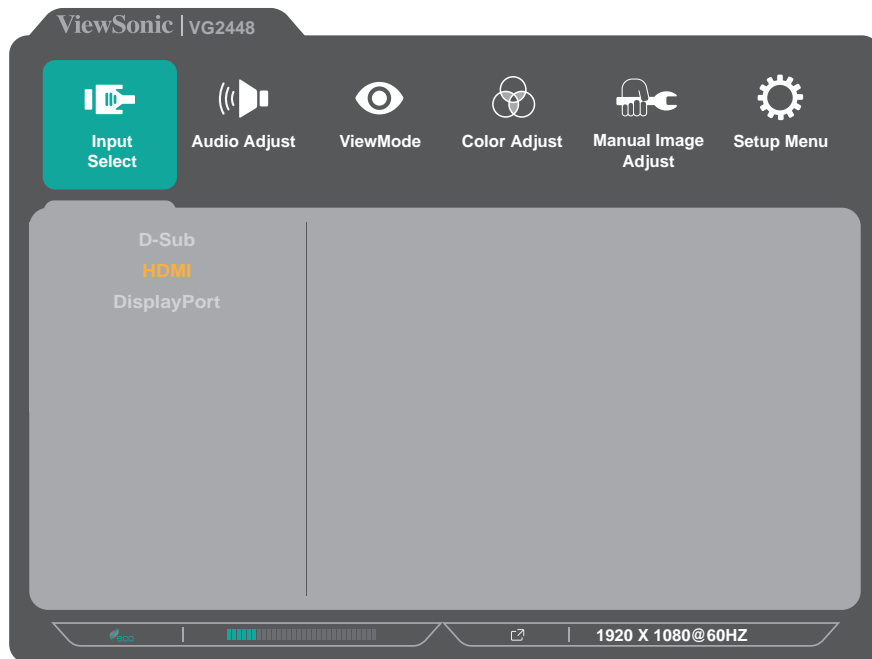 ViewSonic | VG2448
Input
Select
Audio Adjust
ViewMode
Color Adjust
Manual Image
Adjust
Setup Menu
D-Sub
HDMI
DisplayPort
eco
1920 X 1080@60HZ